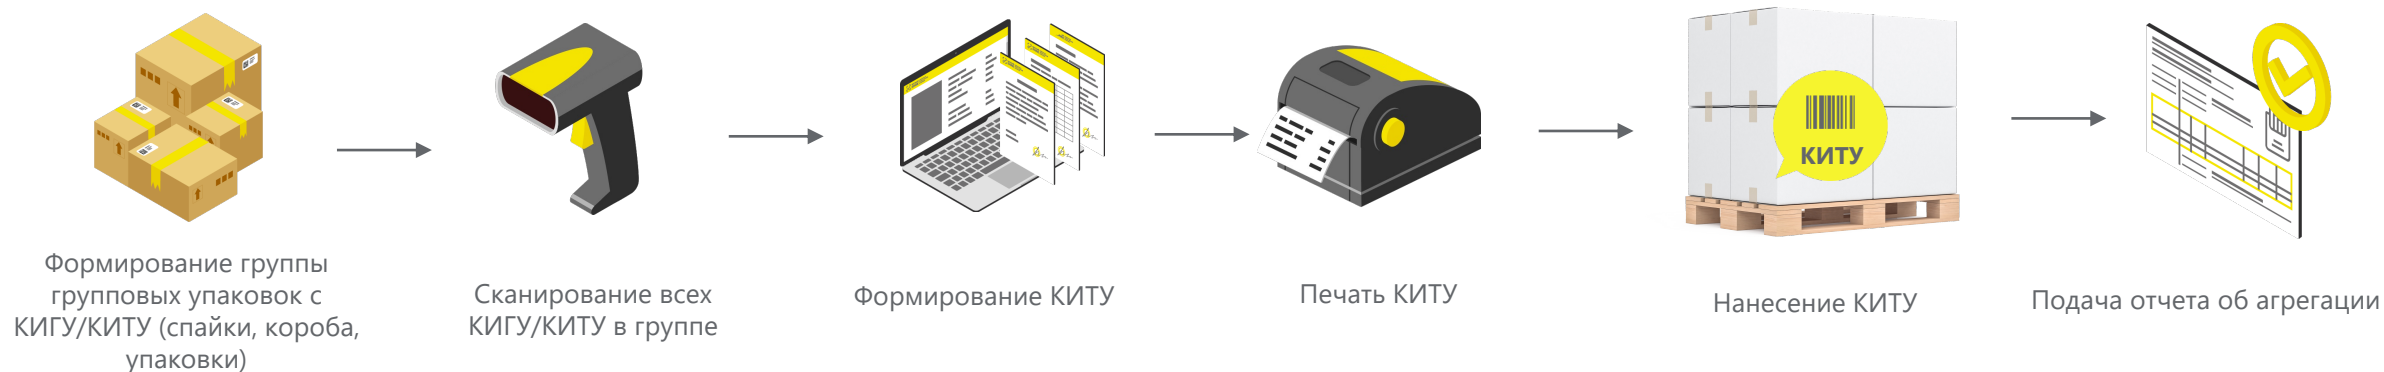 Формирование группы
групповых упаковок с
КИГУ/КИТУ (спайки, короба,
упаковки)
Сканирование всех
КИГУ/КИТУ в группе
Формирование КИТУ
Печать КИТУ
КИТУ
Нанесение КИТУ
Подача отчета об агрегации